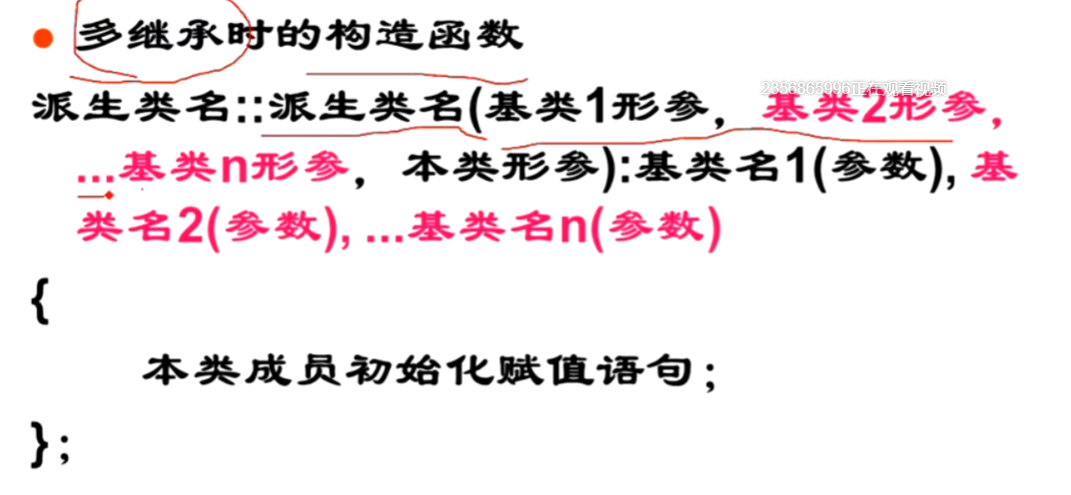 多继承时的构造函数
2356865996正在观看视频
派生类名::派生类名(基类1形参，基类2形参，
...基类n形参，本类形参):基类名1(参数), 基
类名2(参数), ...基类名n(参数)
{
本类成员初始化赋值语句;
};